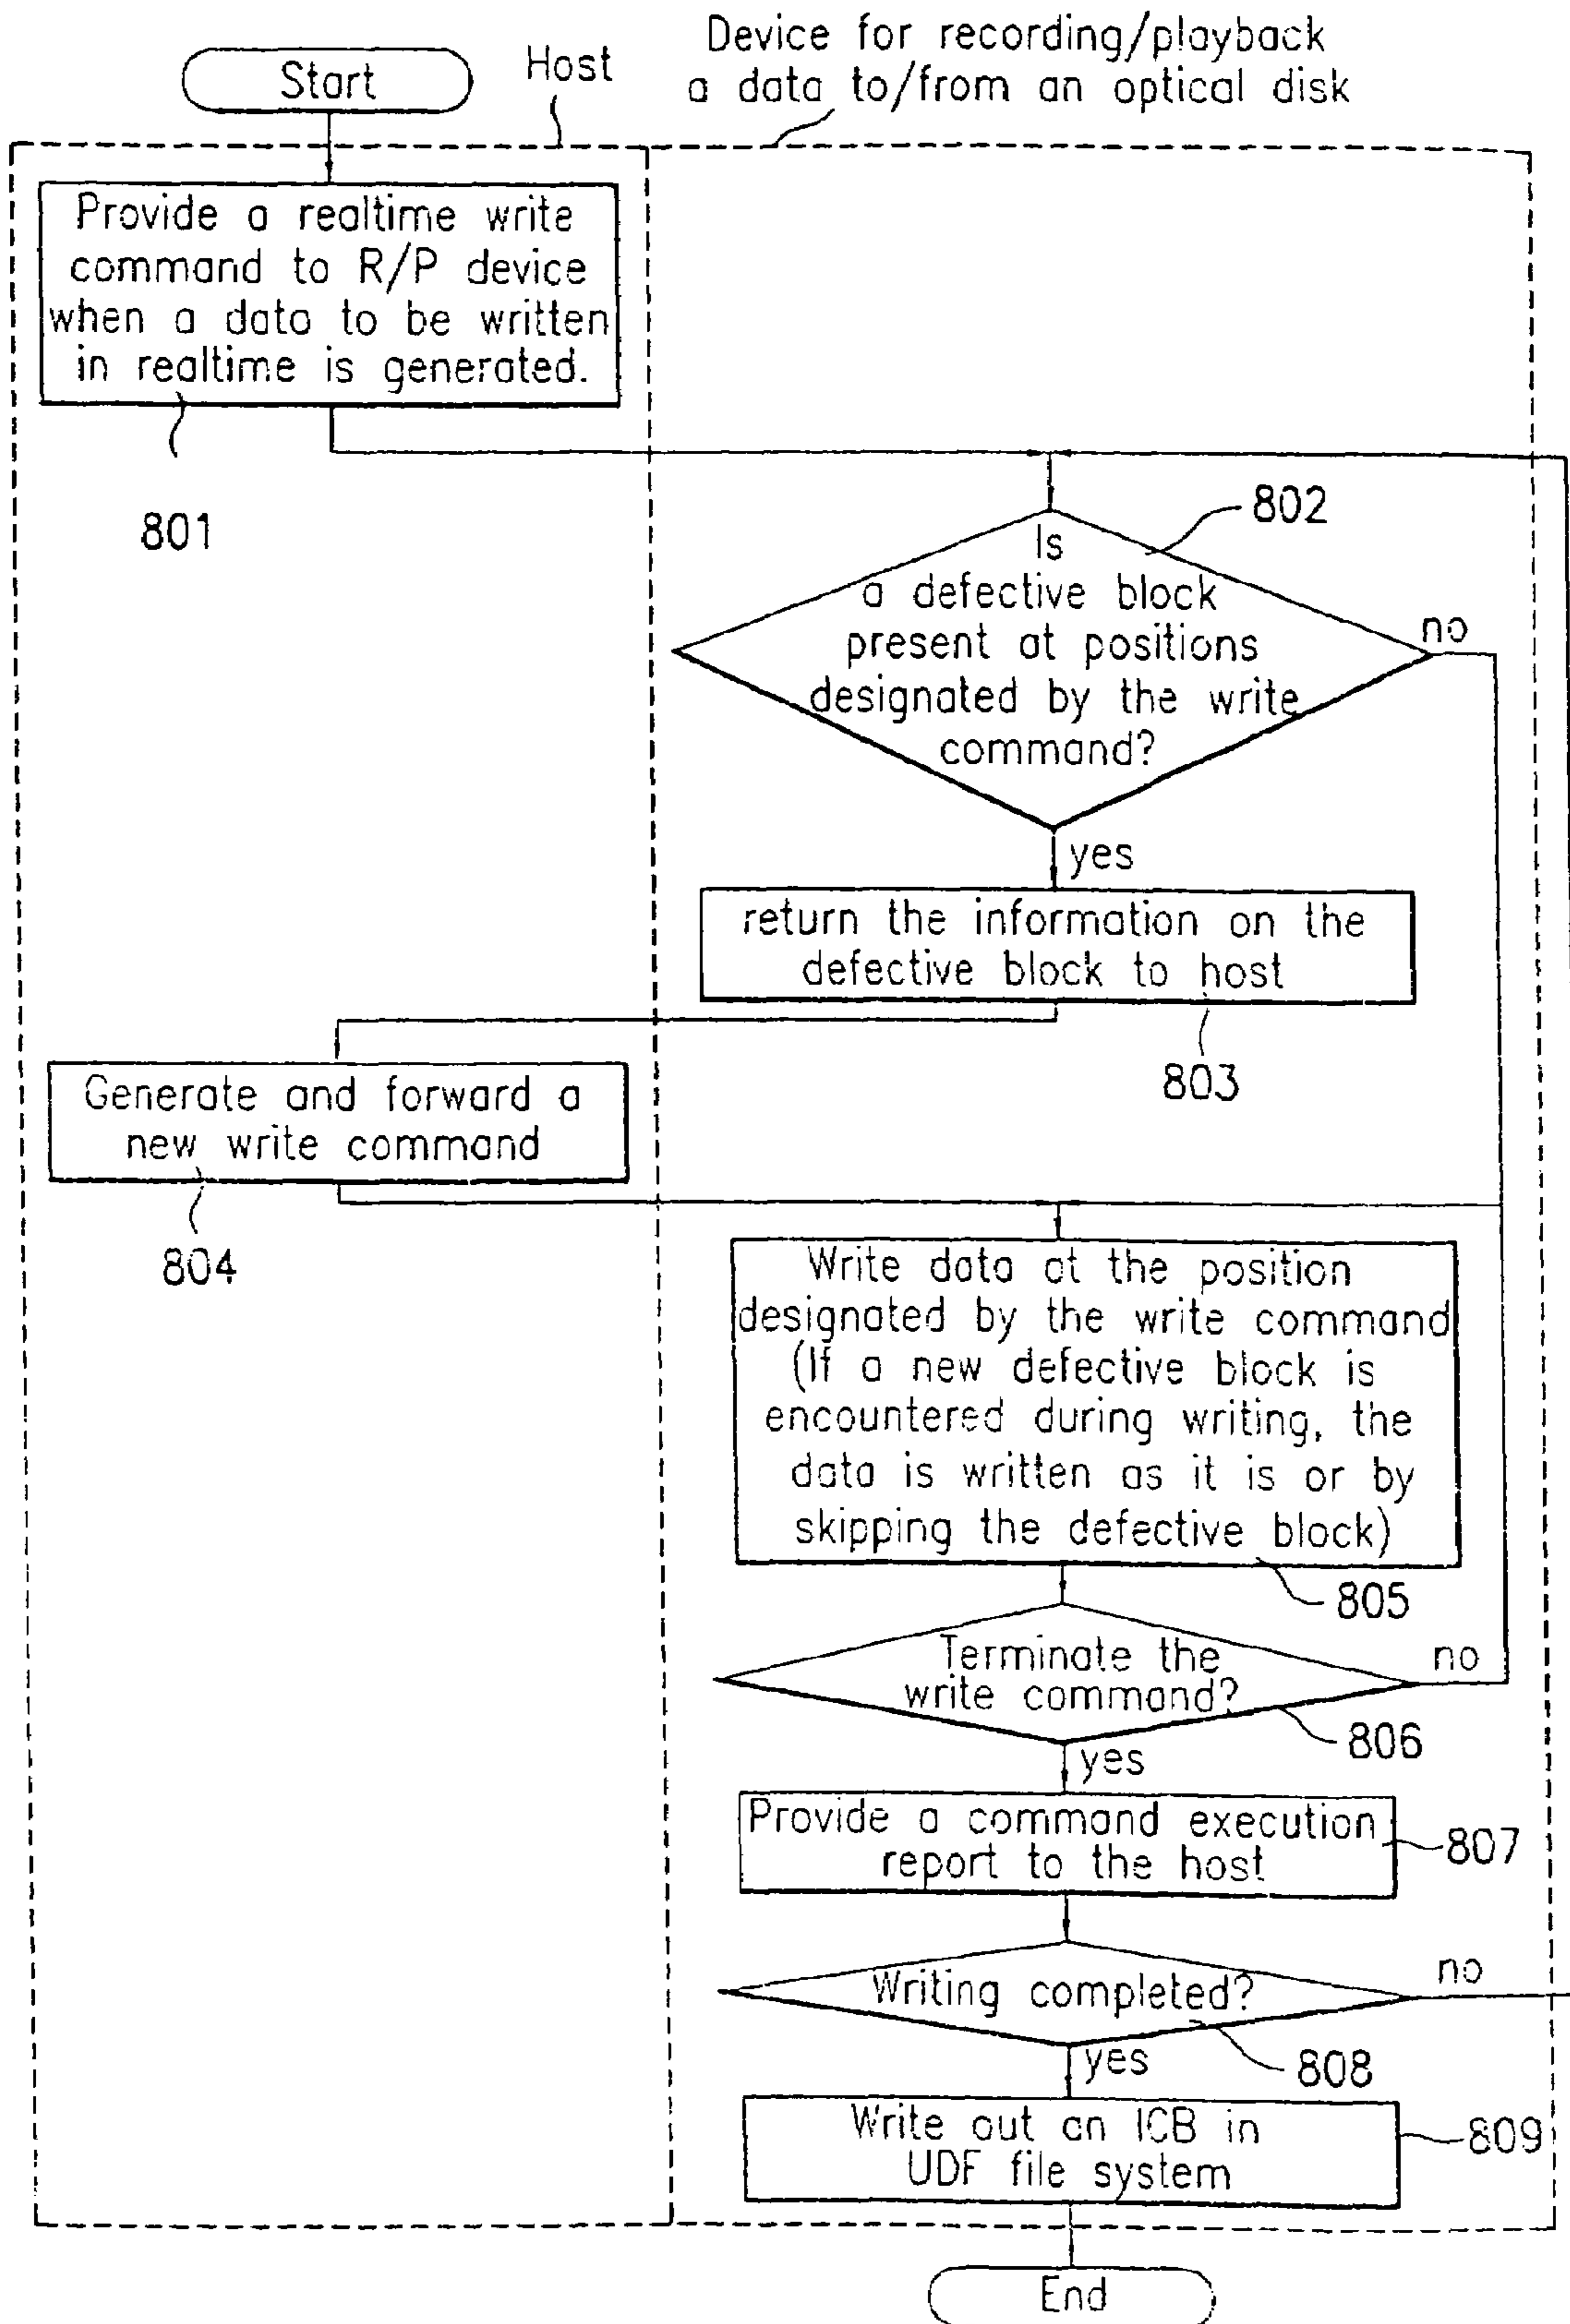 Device for recording/playback
a data to/from an optical disk
Host
Start
Provide a realtime write
command to R/P device
when a data to be written
in realtime is generated.
801
802
Is
a defective block
present at positions
designated by the write
command?
no
yes
return the information on the
defective block to host
803
Generate and forward a
new write command
804
Write data at the position
designated by the write command
(If a new defective block is
encountered during writing, the
data is written as it is or by
skipping the defective block)
805
Terminate the
write command?
no
806
yes
Provide a command execution
report to the host
807
Writing completed?
no
808
yes
Write out an ICB in
UDF file system
809
End